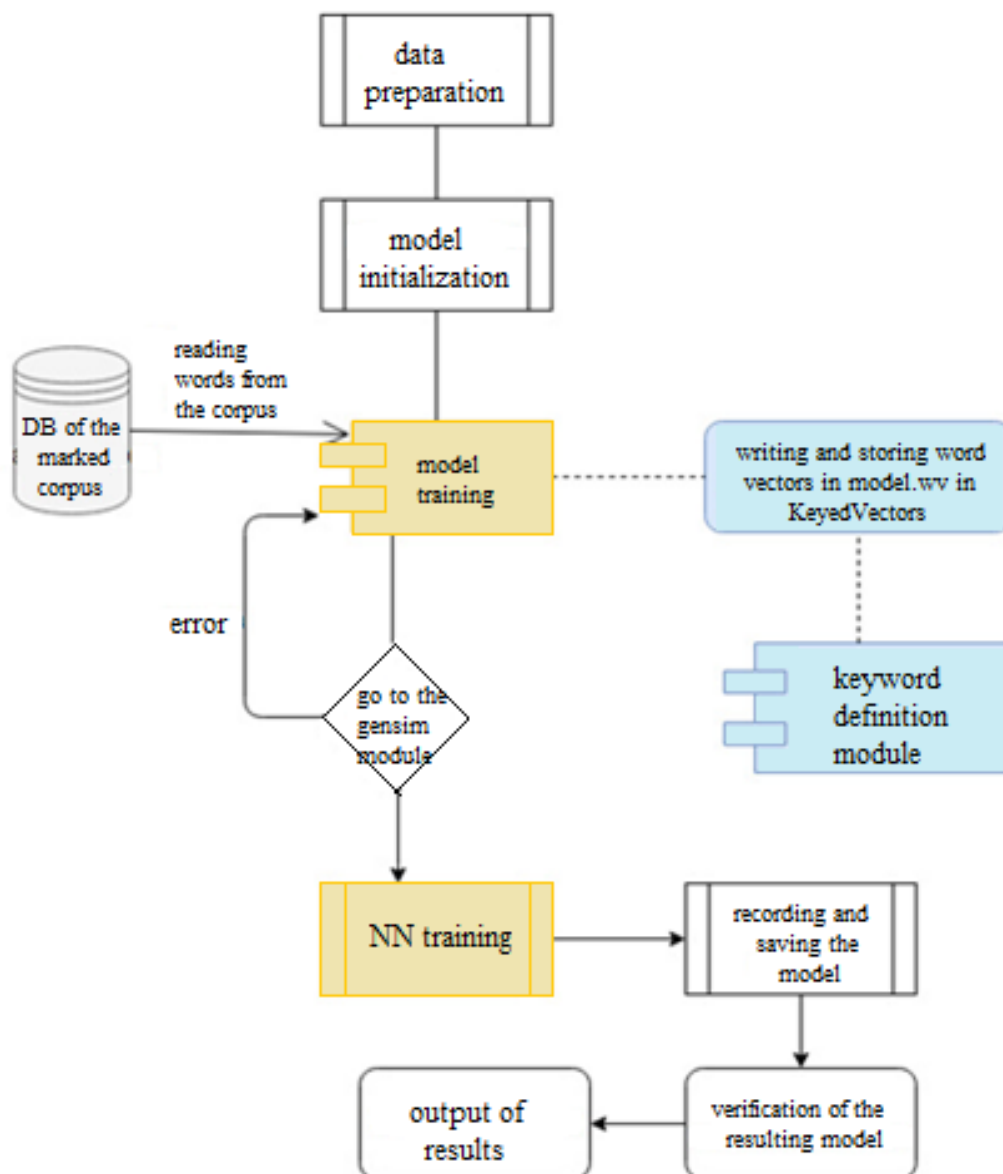 data
preparation
model
initialization
reading
words from
the corpus
DB of the
marked
corpus
model
training
writing and storing word
vectors in model.wv in
KeyedVectors
error
go to the
gensim
module
keyword
definition
module
NN training
recording and
saving the
model
output of
results
verification of the
resulting model